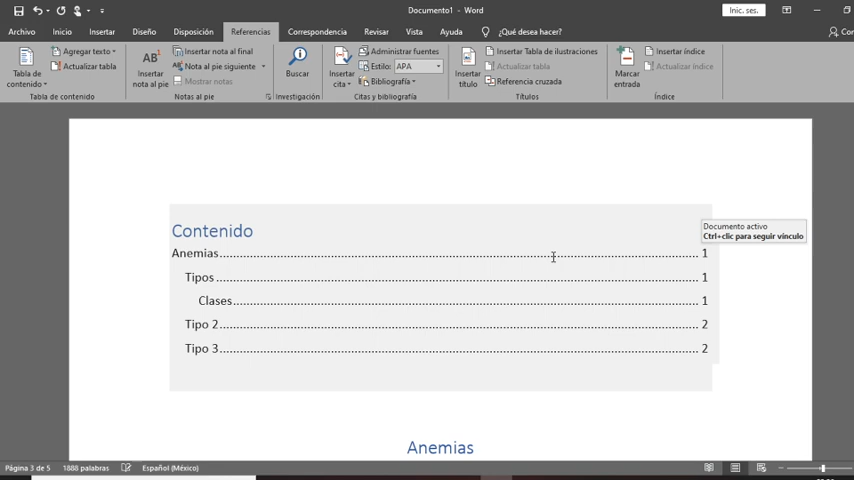 Documento1 - Word
Inic. ses.
Archivo Inicio Insertar Diseño Disposición Referencias Correspondencia Revisar Vista Ayuda ¿Qué desea hacer?
Tabla de contenido
Agregar texto
Actualizar tabla
Tabla de contenido
AB1
Insertar nota al pie
Insertar nota al final
Nota al pie siguiente
Mostrar notas
Notas al pie
Buscar
Investigación
Insertar cita
Administrar fuentes
Estilo: APA
Bibliografía
Citas y bibliografía
Insertar título
Insertar Tabla de ilustraciones
Actualizar tabla
Referencia cruzada
Títulos
Marcar entrada
Insertar índice
Actualizar índice
Índice
Documento activo
Ctrl+clic para seguir vínculo
Contenido
Anemias 1
Tipos 1
Clases 1
Tipo 2 2
Tipo 3 2
Anemias
Página 3 de 5 1888 palabras Español (México)